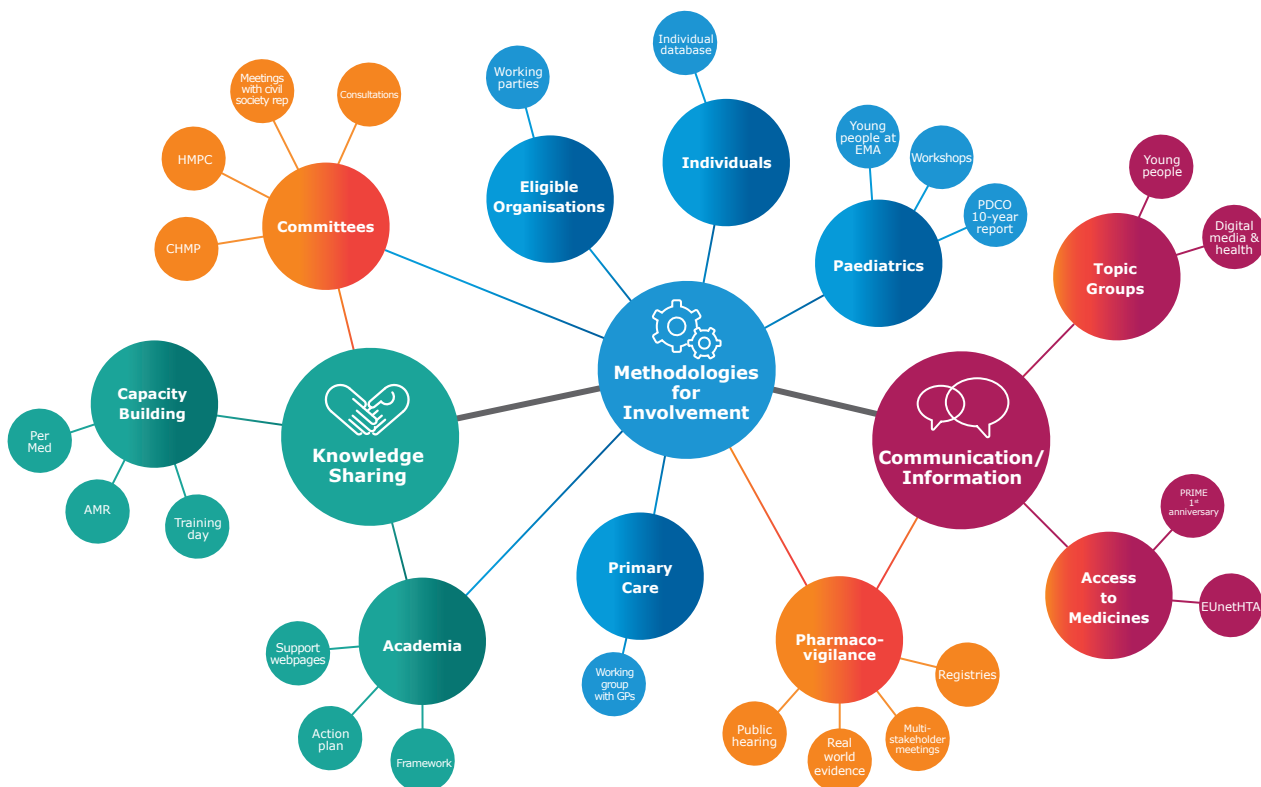 Individual
database
Working
parties
Meetings
with civil
society rep
Consultations
HMPC
CHMP
Committees
Eligible
Organisations
Individuals
Young
people at
EMA
Workshops
PDCO
10-year
report
Paediatrics
Young
people
Digital
media &
health
Topic
Groups
Methodologies
for
Involvement
Capacity
Building
Per
Med
AMR
Training
day
Knowledge
Sharing
Communication/
Information
PRIME
1st
anniversary
EUnetHTA
Access
to
Medicines
Primary
Care
Working
group
with GPs
Academia
Support
webpages
Action
plan
Framework
Pharmaco-
vigilance
Registries
Public
hearing
Real
world
evidence
Multi-
stakeholder
meetings